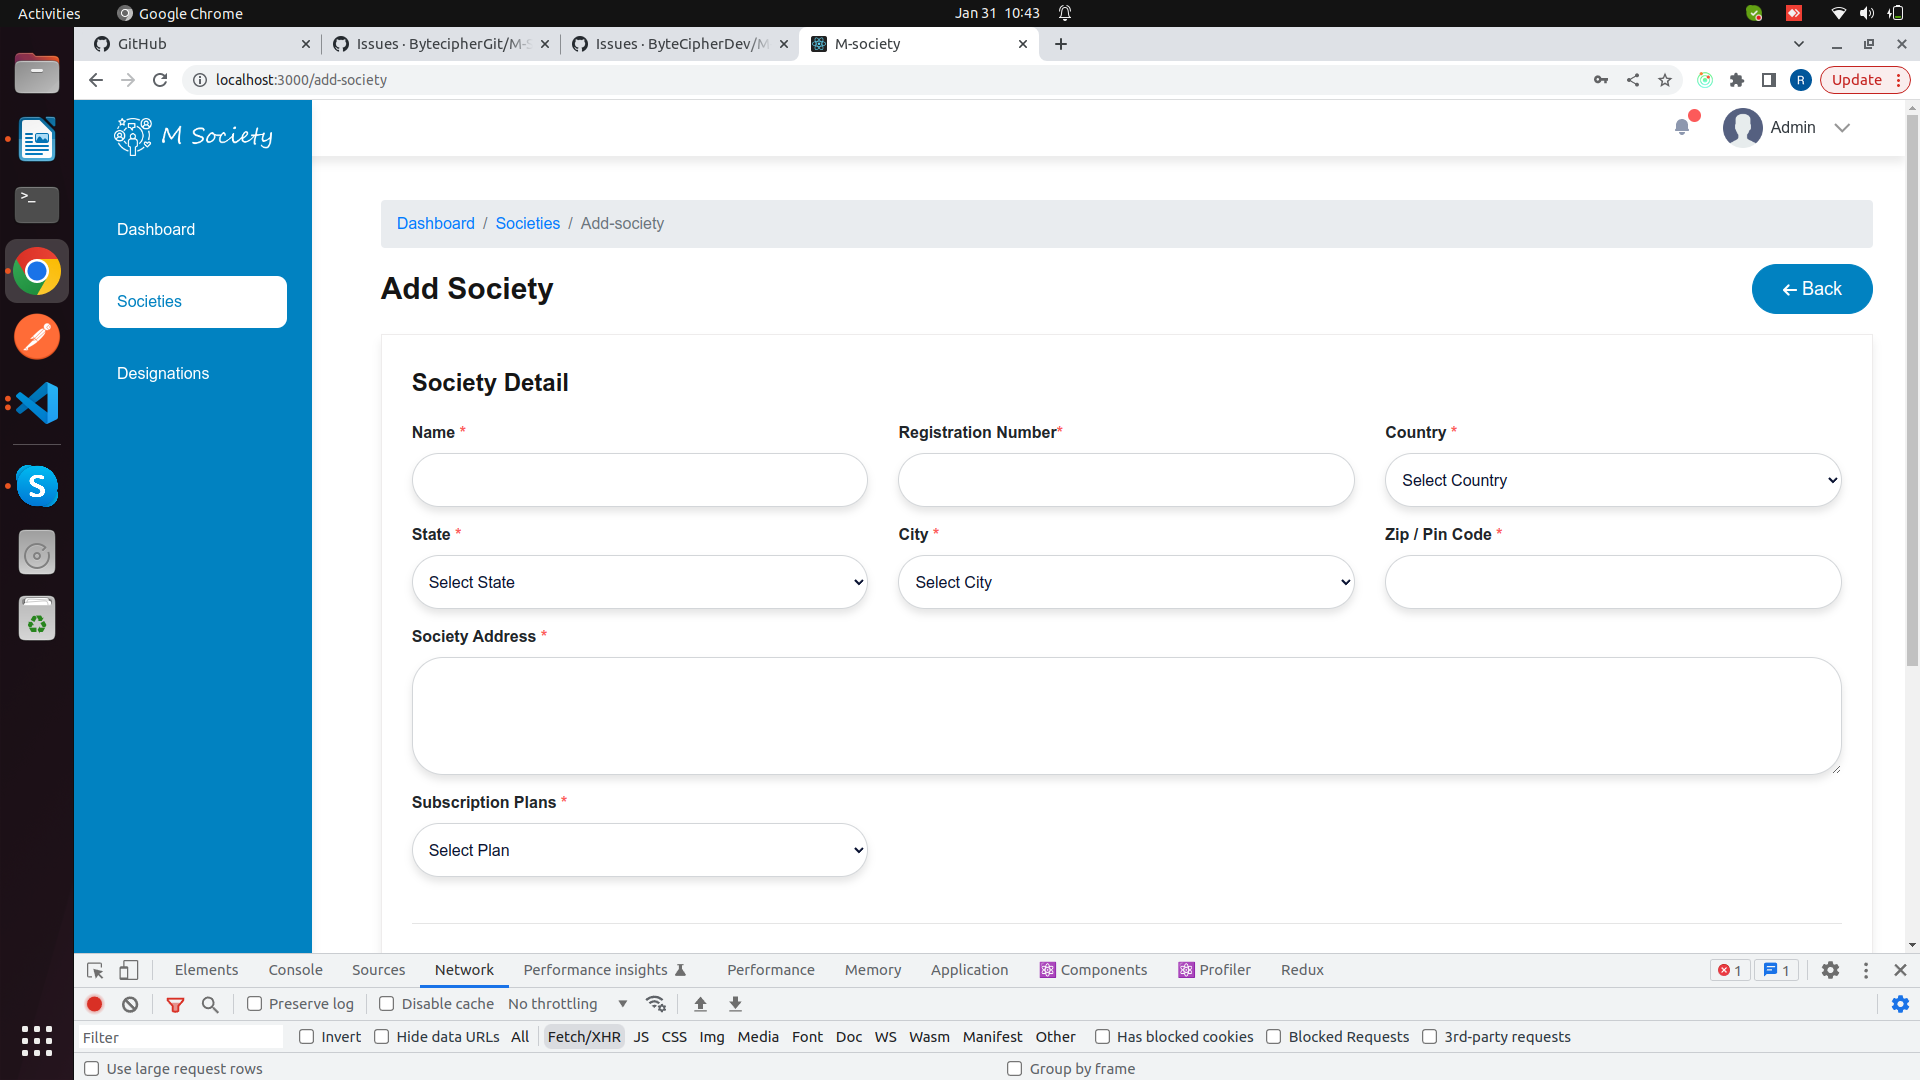 Activities
Google Chrome
Jan 31 10:43
GitHub
Issues · BytecipherGit/M-S
Issues · ByteCipherDev/M
M-society
localhost:3000/add-society
R
Update
M Society
Admin
Dashboard
Societies
Designations
Dashboard / Societies / Add-society
Add Society
Back
Society Detail
Name *
Registration Number*
Country *
Select Country
State *
City *
Zip / Pin Code *
Select State
Select City
Society Address *
Subscription Plans *
Select Plan
Elements
Console
Sources
Network
Performance insights
Performance
Memory
Application
Components
Profiler
Redux
1
1
Preserve log
Disable cache
No throttling
Filter
Invert
Hide data URLs
All
Fetch/XHR
JS
CSS
Img
Media
Font
Doc
WS
Wasm
Manifest
Other
Has blocked cookies
Blocked Requests
3rd-party requests
Use large request rows
Group by frame